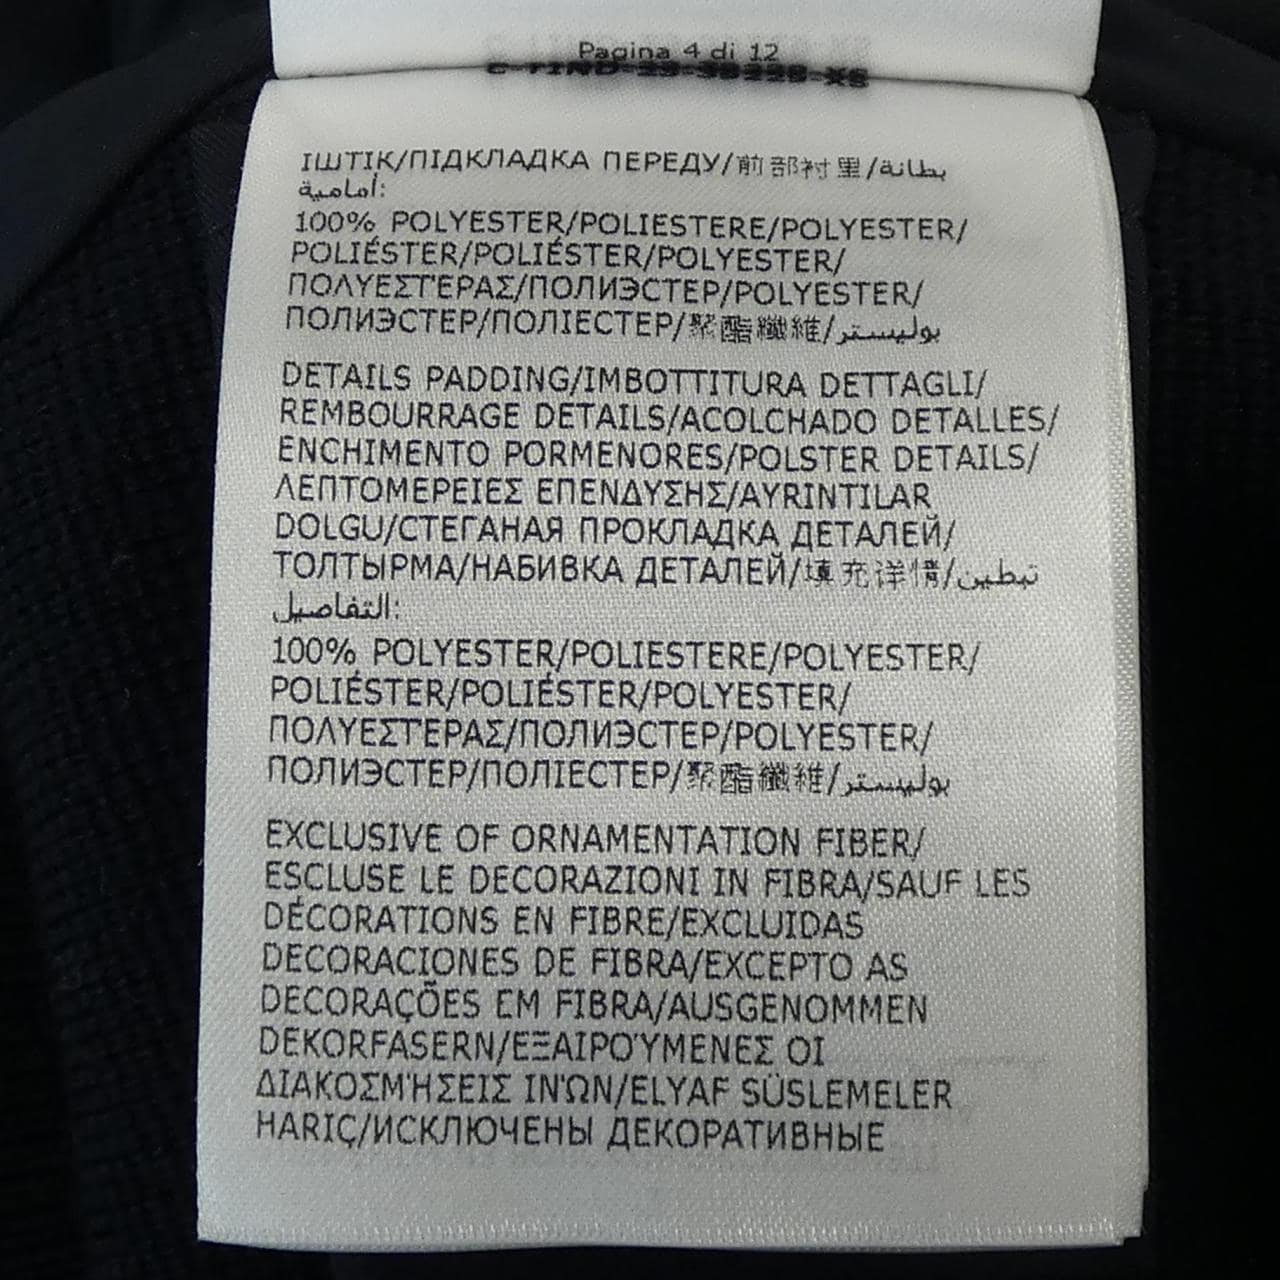 Pagina 4 di 12
ІШТІК/ПІДКЛАДКА ПЕРЕДУ/前部衬里/بطانة
أمامية:
100% POLYESTER/POLIESTERE/POLYESTER/
POLIÉSTER/POLIÉSTER/POLYESTER/
ΠΟΛΥΕΣΤΈΡΑΣ/ПОЛИЭСТЕР/POLYESTER/
ПОЛИЭСТЕР/ПОЛІЕСТЕР/聚酯纖維/بوليستر
DETAILS PADDING/IMBOTTITURA DETTAGLI/
REMBOURRAGE DETAILS/ACOLCHADO DETALLES/
ENCHIMENTO PORMENORES/POLSTER DETAILS/
ΛΕΠΤΟΜΕΡΕΙΕΣ ΕΠΕΝΔΥΣΗΣ/AYRINTILAR
DOLGU/СТЕГАНАЯ ПРОКЛАДКА ДЕТАЛЕЙ/
ТОЛТЫРМА/НАБИВКА ДЕТАЛЕЙ/填充详情/تبطين
التفاصيل:
100% POLYESTER/POLIESTERE/POLYESTER/
POLIÉSTER/POLIÉSTER/POLYESTER/
ΠΟΛΥΕΣΤΈΡΑΣ/ПОЛИЭСТЕР/POLYESTER/
ПОЛИЭСТЕР/ПОЛІЕСТЕР/聚酯纖維/بوليستر
EXCLUSIVE OF ORNAMENTATION FIBER/
ESCLUSE LE DECORAZIONI IN FIBRA/SAUF LES
DÉCORATIONS EN FIBRE/EXCLUIDAS
DECORACIONES DE FIBRA/EXCEPTO AS
DECORAÇÕES EM FIBRA/AUSGENOMMEN
DEKORFASERN/ΕΞΑΙΡΟΎΜΕΝΕΣ ΟΙ
ΔΙΑΚΟΣΜΉΣΕΙΣ ΙΝΏΝ/ELYAF SÜSLEMELER
HARIÇ/ИСКЛЮЧЕНЫ ДЕКОРАТИВНЫЕ